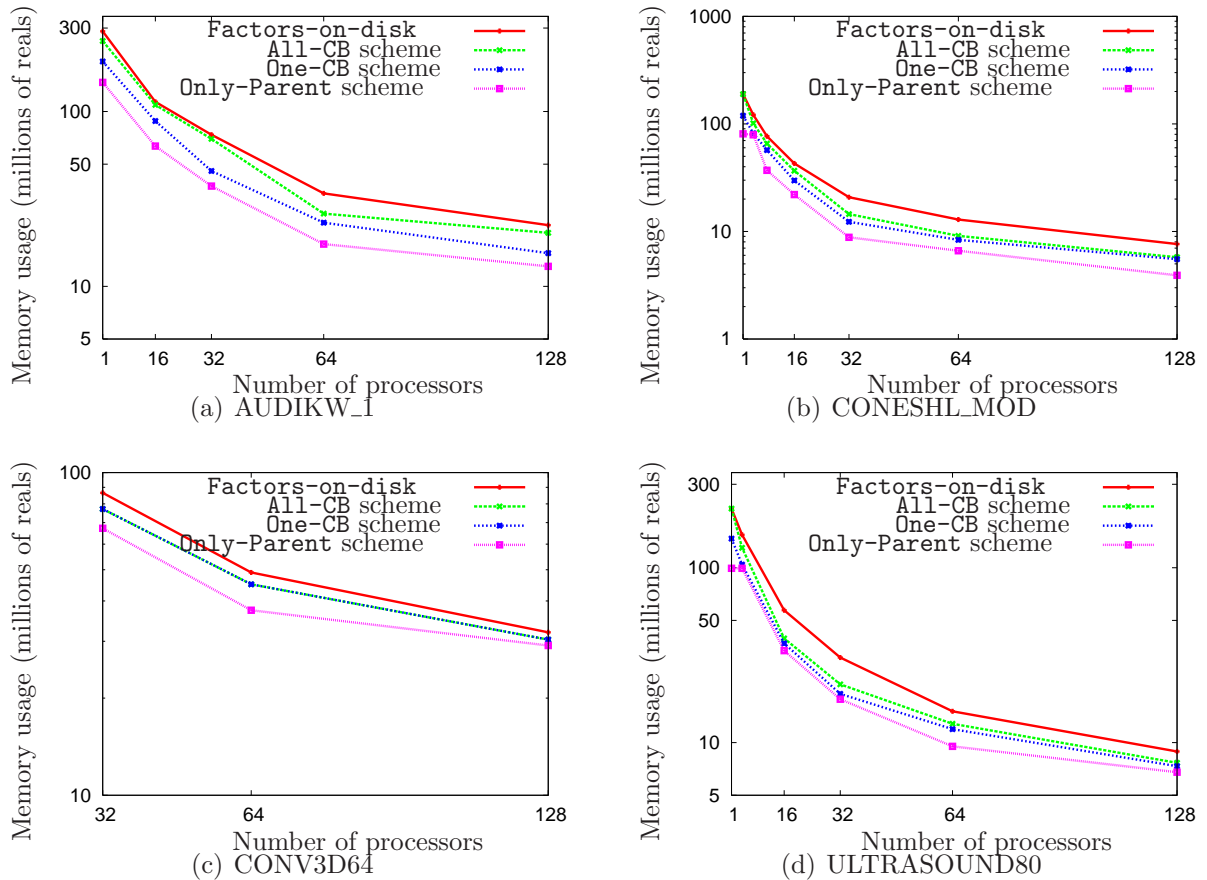 Memory usage (millions of reals)
300
100
50
10
5
1 16 32 64 128
Number of processors
Factors-on-disk
All-CB scheme
One-CB scheme
Only-Parent scheme
(a) AUDIKW_1
Memory usage (millions of reals)
1000
100
10
1
1 16 32 64 128
Number of processors
Factors-on-disk
All-CB scheme
One-CB scheme
Only-Parent scheme
(b) CONESHL_MOD
Memory usage (millions of reals)
100
10
32 64 128
Number of processors
Factors-on-disk
All-CB scheme
One-CB scheme
Only-Parent scheme
(c) CONV3D64
Memory usage (millions of reals)
300
100
50
10
5
1 16 32 64 128
Number of processors
Factors-on-disk
All-CB scheme
One-CB scheme
Only-Parent scheme
(d) ULTRASOUND80